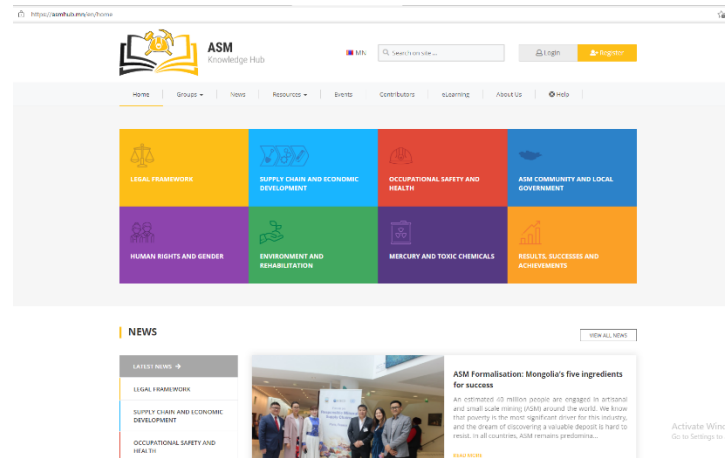 https://asmhub.mn/en/home
ASM
Knowledge Hub
MN
Search on site ...
Login
Register
Home
Groups
News
Resources
Events
Contributors
eLearning
About Us
Help
LEGAL FRAMEWORK
SUPPLY CHAIN AND ECONOMIC
DEVELOPMENT
OCCUPATIONAL SAFETY AND
HEALTH
ASM COMMUNITY AND LOCAL
GOVERNMENT
HUMAN RIGHTS AND GENDER
ENVIRONMENT AND
REHABILITATION
MERCURY AND TOXIC CHEMICALS
RESULTS, SUCCESSES AND
ACHIEVEMENTS
NEWS
VIEW ALL NEWS
LATEST NEWS →
LEGAL FRAMEWORK
SUPPLY CHAIN AND ECONOMIC
DEVELOPMENT
OCCUPATIONAL SAFETY AND
HEALTH
ASM Formalisation: Mongolia's five ingredients
for success
An estimated 40 million people are engaged in artisanal
and small scale mining (ASM) around the world. We know
that poverty is the most significant driver for this industry,
and the dream of discovering a valuable deposit is hard to
resist. In all countries, ASM remains predomina...
READ MORE
Activate Wind
Go to Settings to